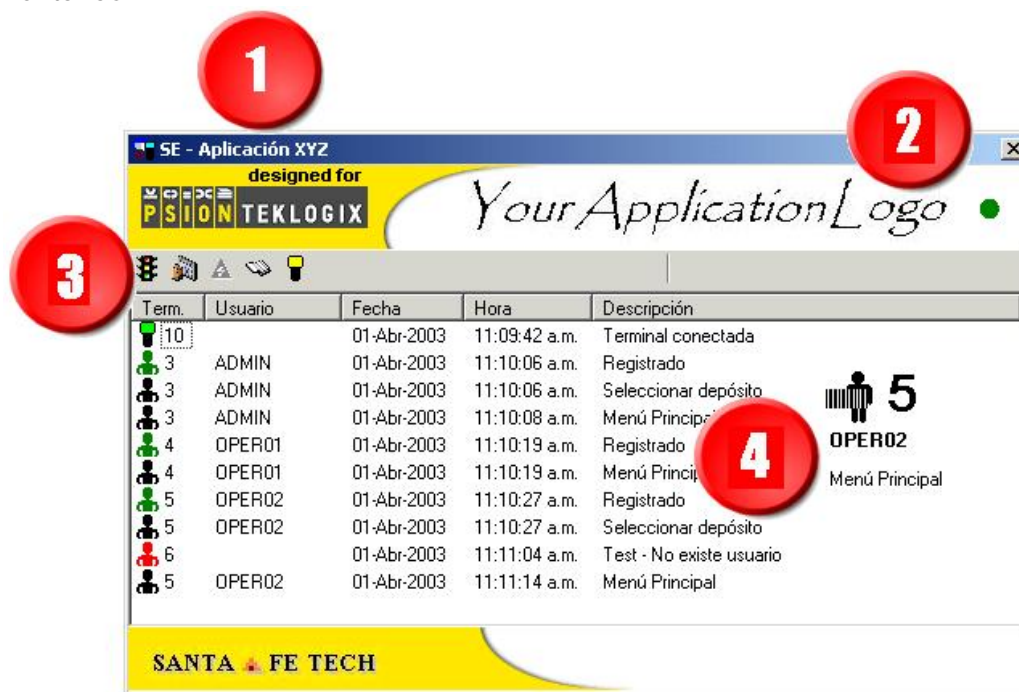 1
2
SE - Aplicación XYZ
designed for
PSION TEKLOGIX
Your Application Logo
3
Term. Usuario Fecha Hora Descripción
10 01-Abr-2003 11:09:42 a.m. Terminal conectada
3 ADMIN 01-Abr-2003 11:10:06 a.m. Registrado
3 ADMIN 01-Abr-2003 11:10:06 a.m. Seleccionar depósito
3 ADMIN 01-Abr-2003 11:10:08 a.m. Menú Principal
4 OPER01 01-Abr-2003 11:10:19 a.m. Registrado
4 OPER01 01-Abr-2003 11:10:19 a.m. Menú
5 OPER02 01-Abr-2003 11:10:27 a.m. Registrado
5 OPER02 01-Abr-2003 11:10:27 a.m. Seleccionar depósito
6 01-Abr-2003 11:11:04 a.m. Test - No existe usuario
5 OPER02 01-Abr-2003 11:11:14 a.m. Menú Principal
5
4
OPER02
Menú Principal
SANTA FE TECH